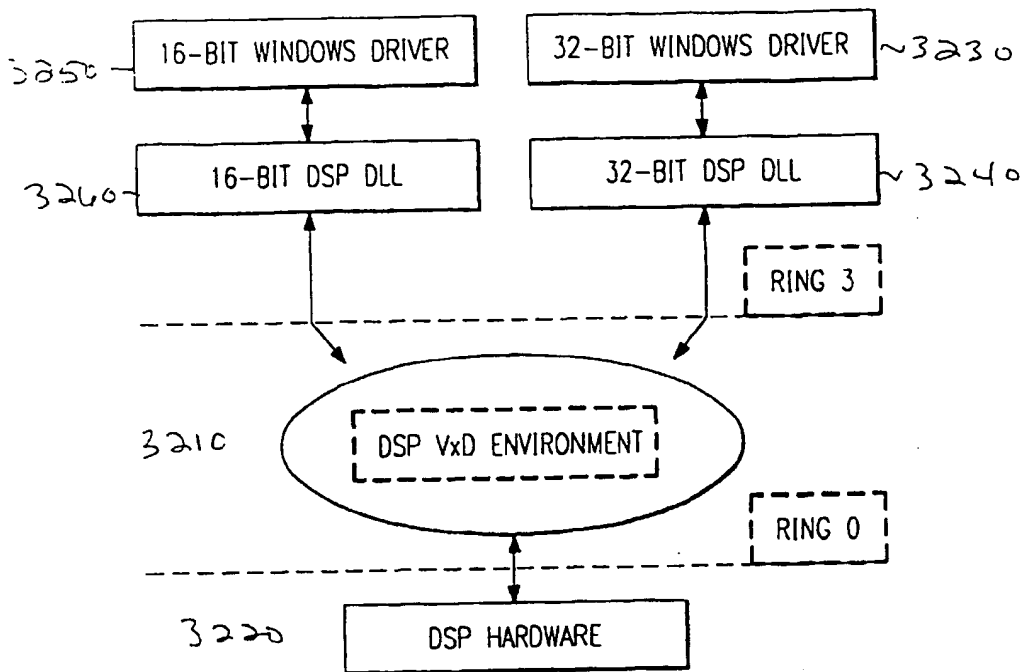 3250 16-BIT WINDOWS DRIVER 32-BIT WINDOWS DRIVER 3230
3260 16-BIT DSP DLL 32-BIT DSP DLL 3240
RING 3
3210 DSP VxD ENVIRONMENT
RING 0
3220 DSP HARDWARE